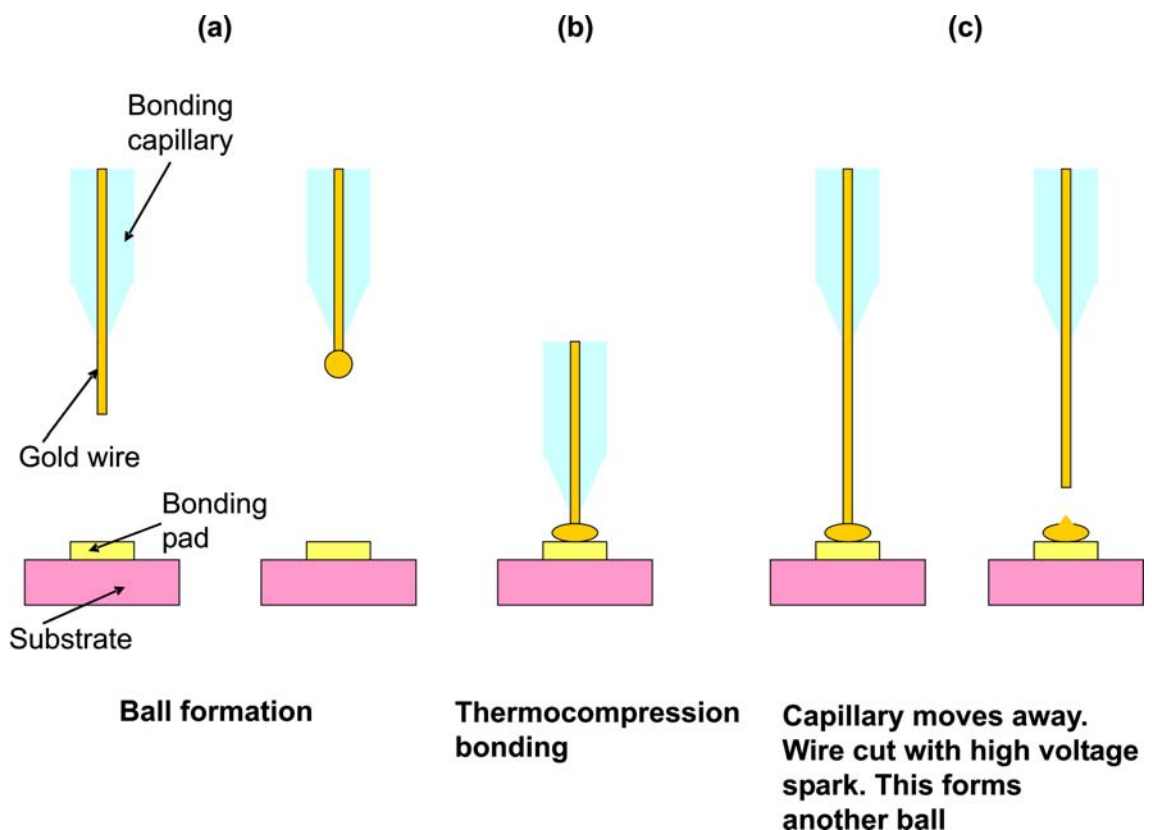 (a)
(b)
(c)
Bonding
capillary
Gold wire
Bonding
pad
Substrate
Ball formation
Thermocompression
bonding
Capillary moves away.
Wire cut with high voltage
spark. This forms
another ball